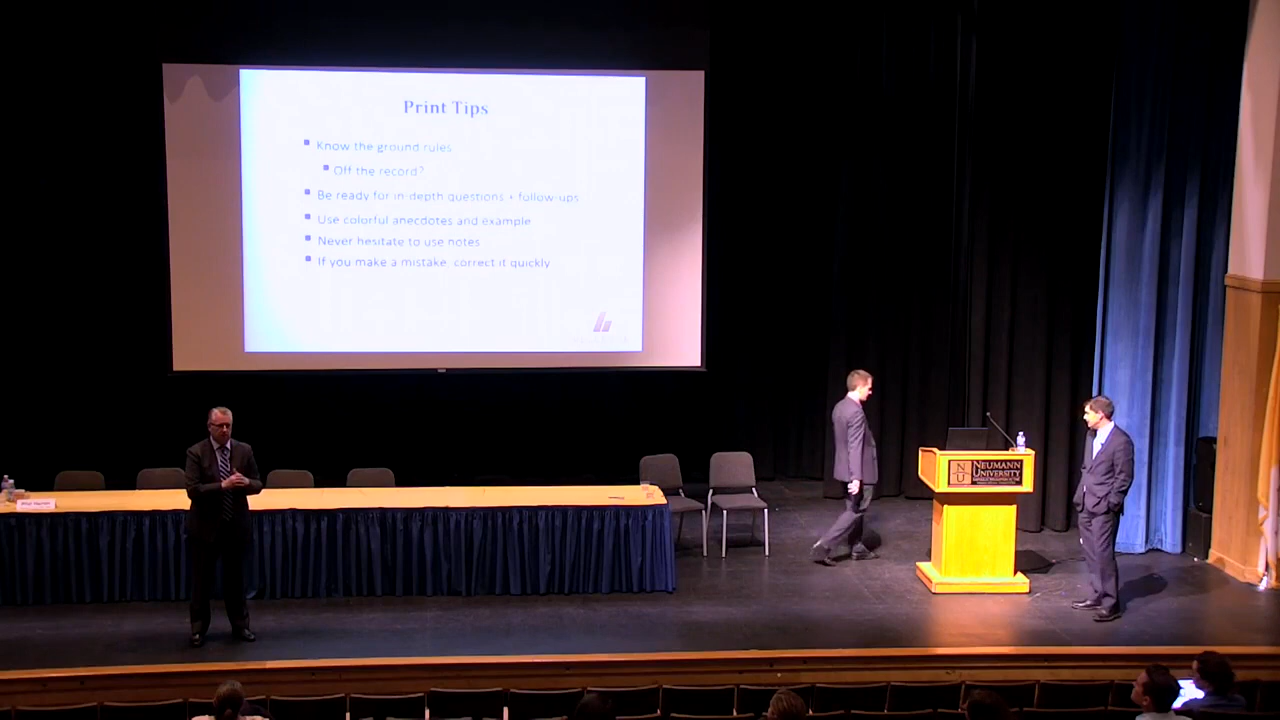 Print Tips
Know the ground rules
Off the record?
Be ready for in-depth questions + follow-ups
Use colorful anecdotes and example
Never hesitate to use notes
If you make a mistake, correct it quickly
NEUMANN
UNIVERSITY
N
U